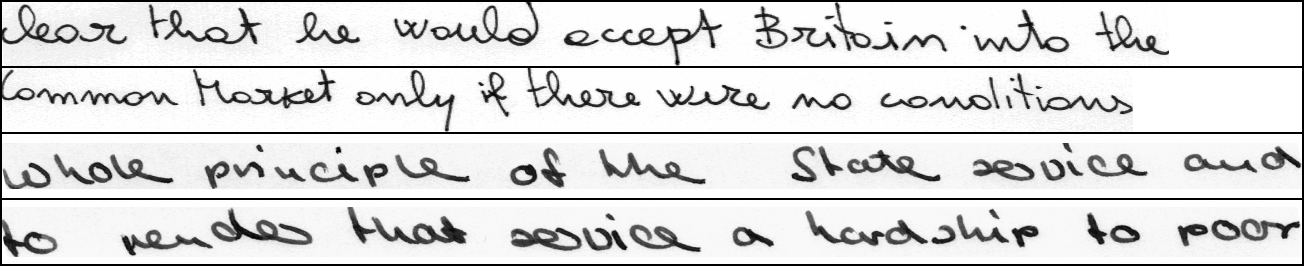 clear that he would accept Britain into the
Common Market only if there were no conditions
whole principle of the State service and
to render that service a hardship to poor